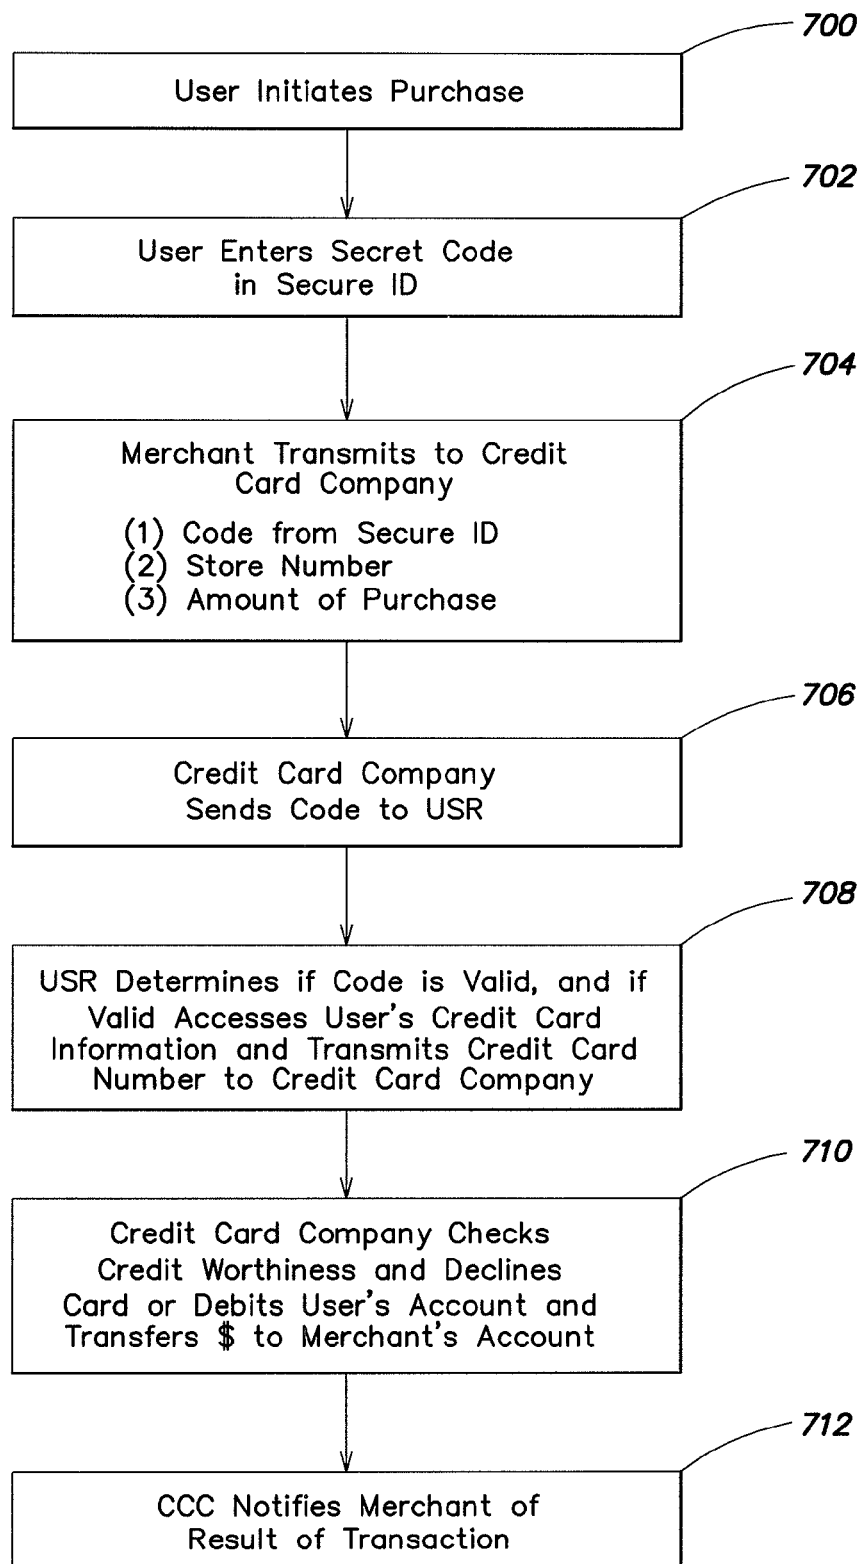 700
User Initiates Purchase
702
User Enters Secret Code
in Secure ID
704
Merchant Transmits to Credit
Card Company
(1) Code from Secure ID
(2) Store Number
(3) Amount of Purchase
706
Credit Card Company
Sends Code to USR
708
USR Determines if Code is Valid, and if
Valid Accesses User's Credit Card
Information and Transmits Credit Card
Number to Credit Card Company
710
Credit Card Company Checks
Credit Worthiness and Declines
Card or Debits User's Account and
Transfers $ to Merchant's Account
712
CCC Notifies Merchant of
Result of Transaction